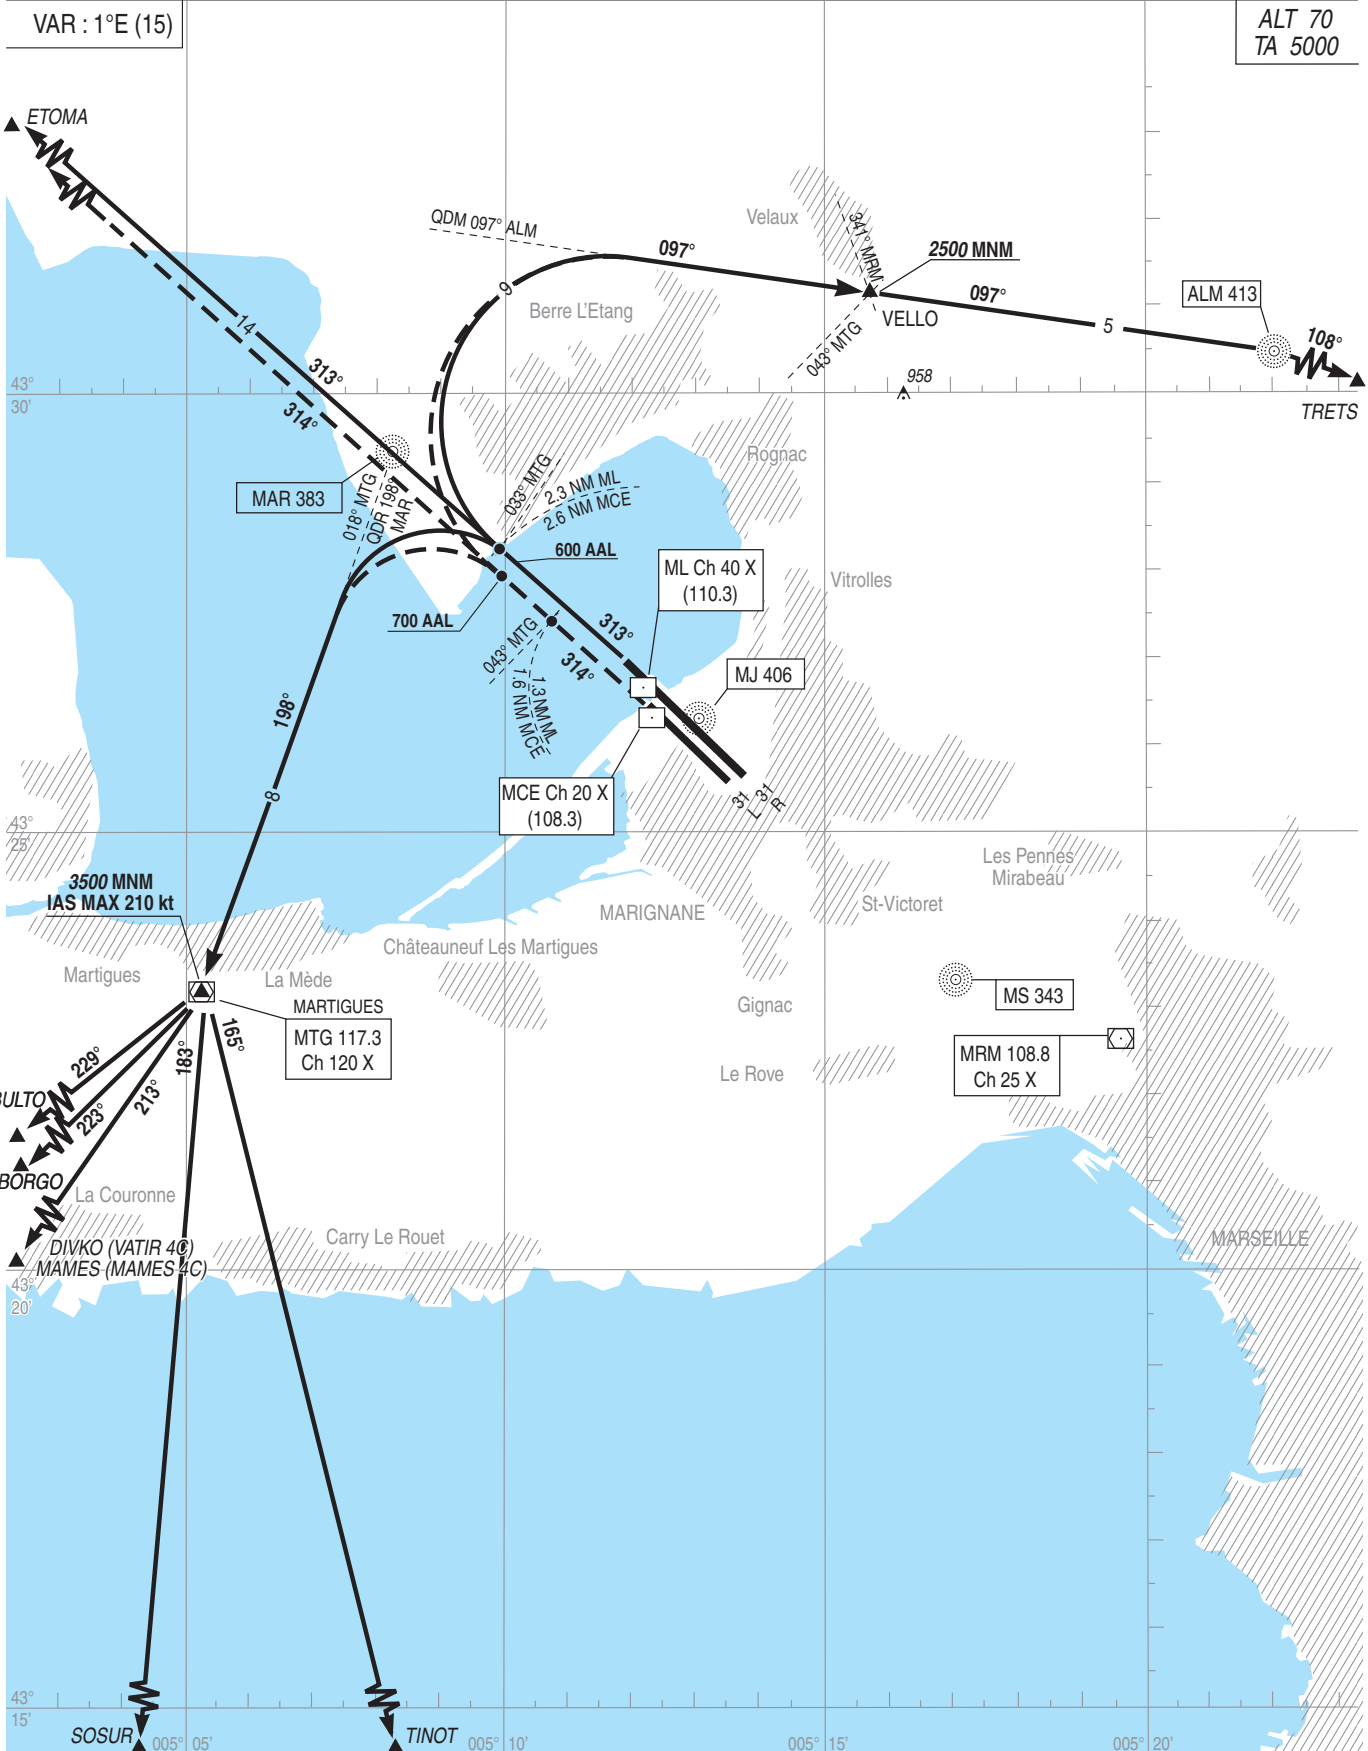 VAR : 1°E (15)
ALT 70
TA 5000
ETOMA
QDM 097° ALM
097°
Velaux
341° MRM
2500 MNM
097°
ALM 413
9
Berre L'Etang
VELLO
5
108°
14
043° MTG
313°
958
43°
30'
314°
TRETS
Rognac
MAR 383
018° MTG
QDR 198°
MAR
033° MTG
2.3 NM ML
2.6 NM MCE
600 AAL
ML Ch 40 X
(110.3)
Vitrolles
700 AAL
313°
043° MTG
314°
MJ 406
1.3 NM ML
1.6 NM MCE
198°
MCE Ch 20 X
(108.3)
31
L
31
R
8
43°
25'
Les Pennes
Mirabeau
3500 MNM
IAS MAX 210 kt
MARIGNANE
St-Victoret
Châteauneuf Les Martigues
Martigues
La Mède
MS 343
MARTIGUES
Gignac
MTG 117.3
Ch 120 X
165°
183°
229°
MRM 108.8
Ch 25 X
Le Rove
213°
BULTO
223°
BORGO
La Couronne
Carry Le Rouet
MARSEILLE
DIVKO (VATIR 4C)
MAMES (MAMES 4C)
43°
20'
43°
15'
SOSUR
005° 05'
TINOT
005° 10'
005° 15'
005° 20'